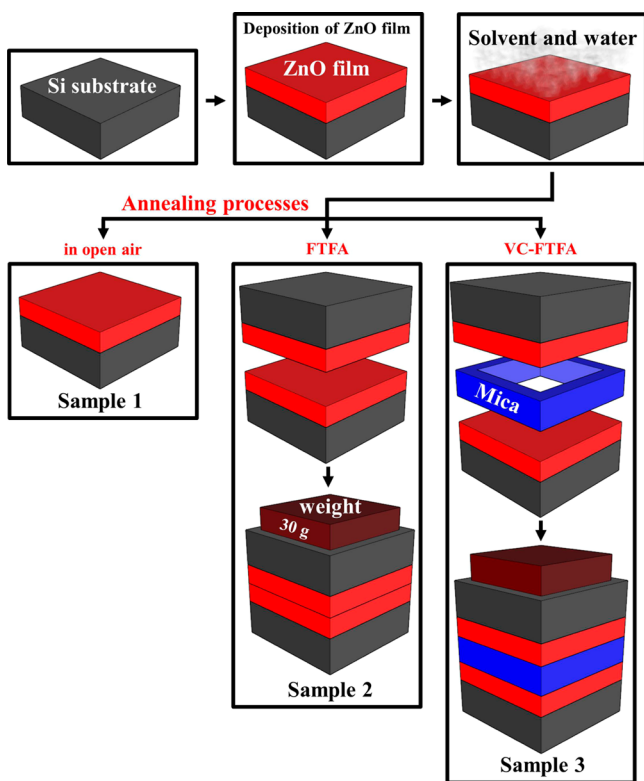 Si substrate
Deposition of ZnO film
ZnO film
Solvent and water
Annealing processes
in open air
FTFA
VC-FTFA
Sample 1
Mica
weight
30 g
Sample 2
Sample 3